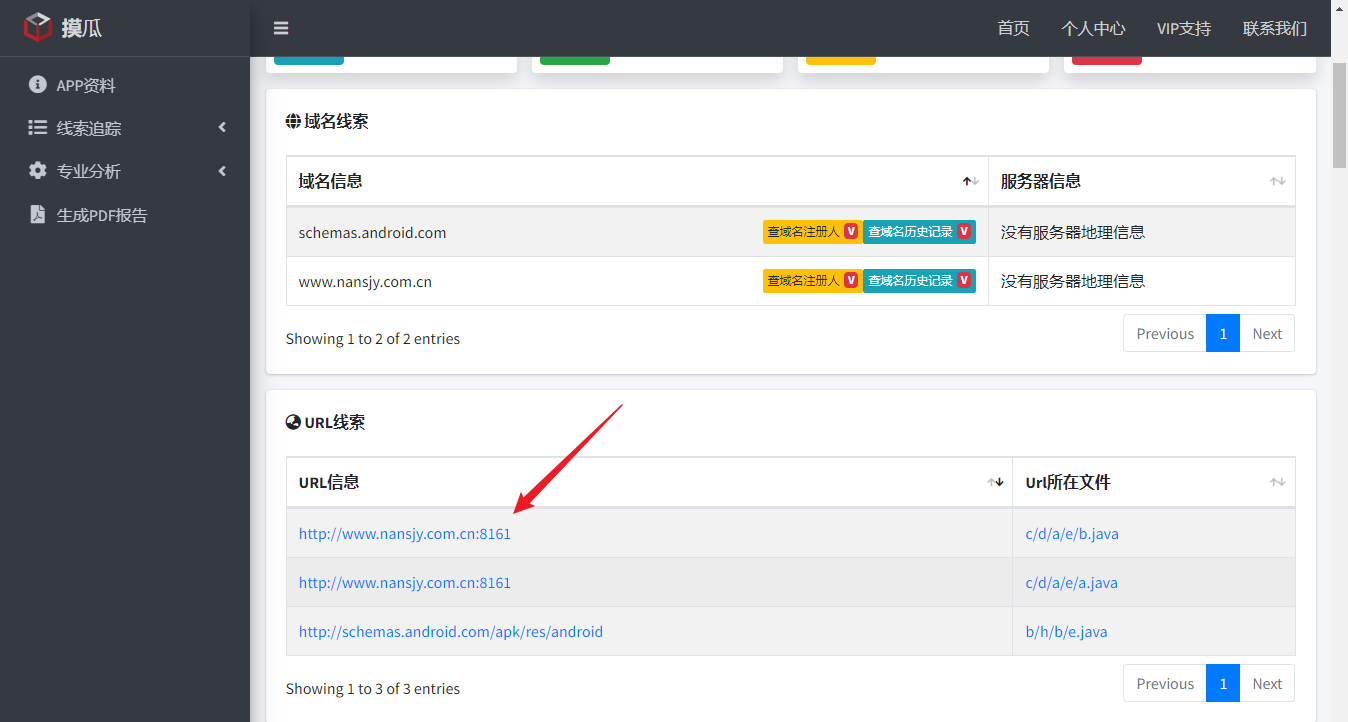 摸瓜
首页 个人中心 VIP支持 联系我们
APP资料
线索追踪
专业分析
生成PDF报告
域名线索
域名信息 服务器信息
schemas.android.com 查域名注册人 V 查域名历史记录 V 没有服务器地理信息
www.nansjy.com.cn 查域名注册人 V 查域名历史记录 V 没有服务器地理信息
Showing 1 to 2 of 2 entries Previous 1 Next
URL线索
URL信息 Url所在文件
http://www.nansjy.com.cn:8161 c/d/a/e/b.java
http://www.nansjy.com.cn:8161 c/d/a/e/a.java
http://schemas.android.com/apk/res/android b/h/b/e.java
Showing 1 to 3 of 3 entries Previous 1 Next